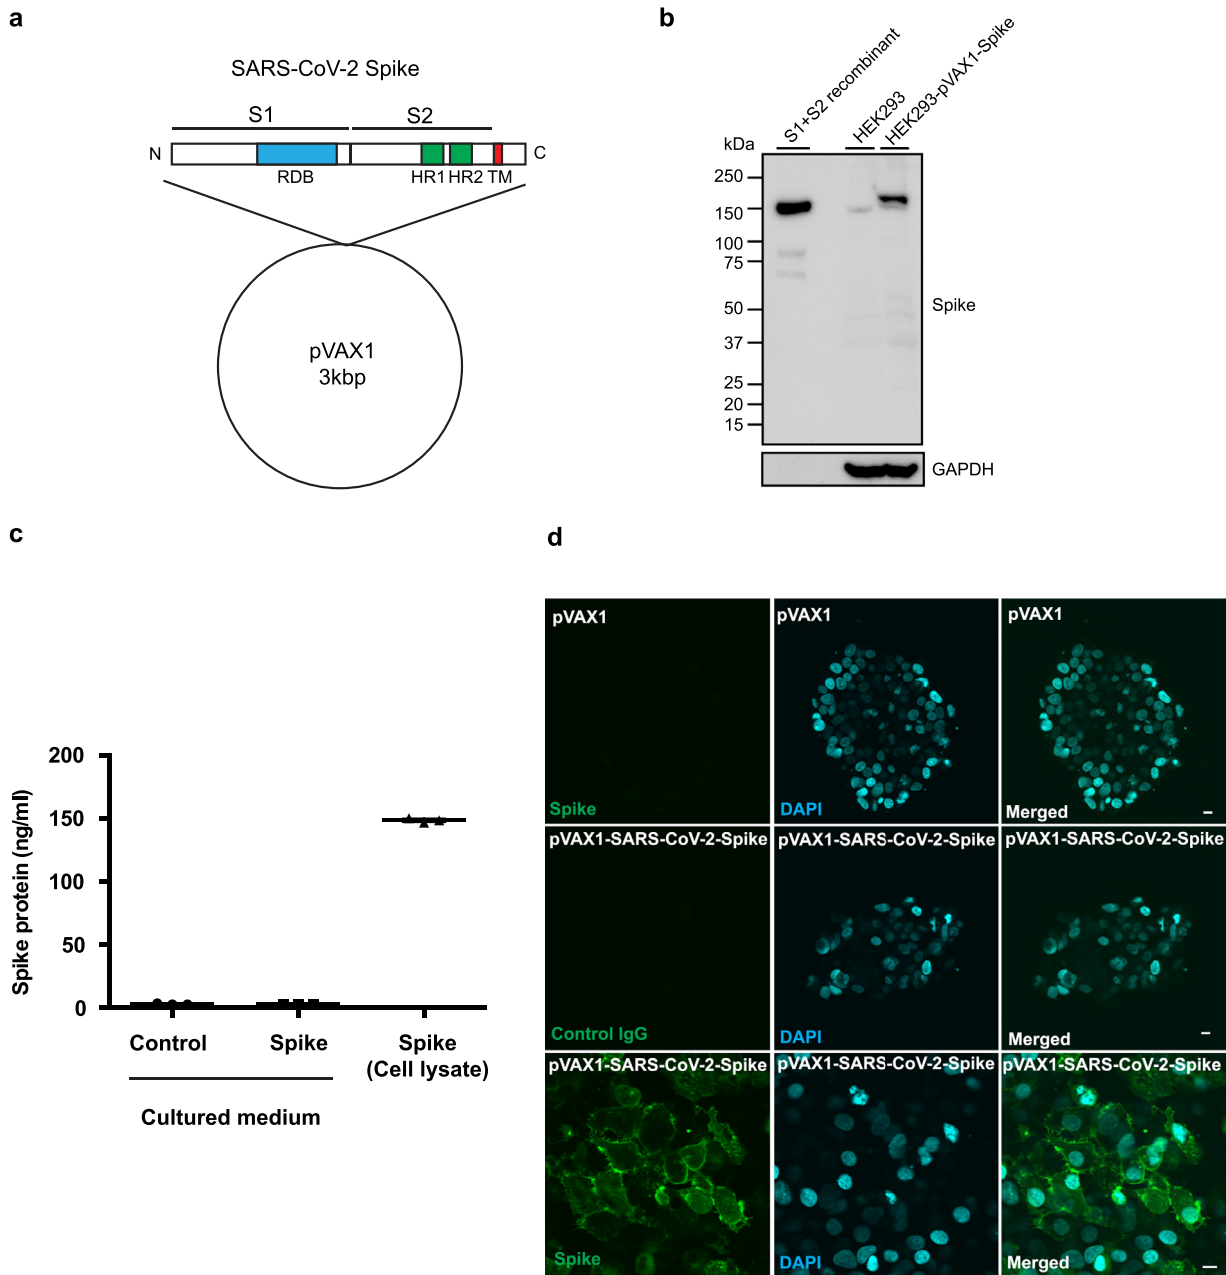 a
SARS-CoV-2 Spike
S1
S2
N
C
RDB
HR1
HR2
TM
pVAX1
3kbp
b
S1+S2 recombinant
HEK293
HEK293-pVAX1-Spike
kDa
250
150
100
75
50
37
25
20
15
Spike
GAPDH
c
Spike protein (ng/ml)
200
150
100
50
0
Control
Spike
Spike
(Cell lysate)
Cultured medium
d
pVAX1
Spike
pVAX1
DAPI
pVAX1
Merged
pVAX1-SARS-CoV-2-Spike
Control IgG
pVAX1-SARS-CoV-2-Spike
DAPI
pVAX1-SARS-CoV-2-Spike
Merged
pVAX1-SARS-CoV-2-Spike
Spike
pVAX1-SARS-CoV-2-Spike
DAPI
pVAX1-SARS-CoV-2-Spike
Merged